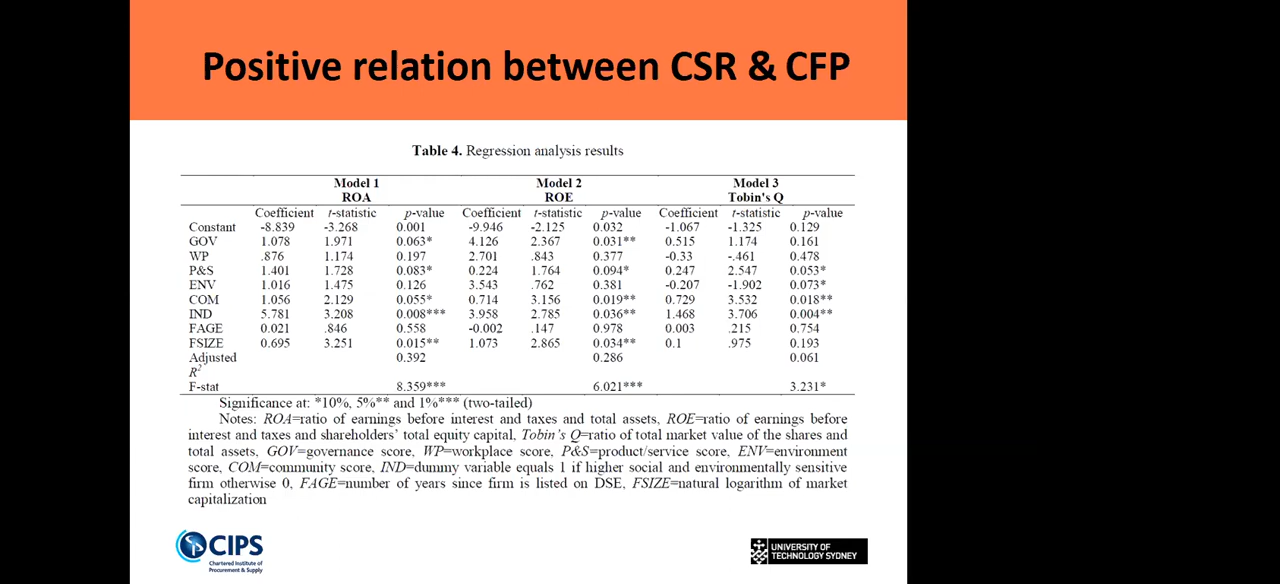 Positive relation between CSR & CFP
Table 4. Regression analysis results
Model 1 Model 2 Model 3
ROA ROE Tobin's Q
Coefficient t-statistic p-value Coefficient t-statistic p-value Coefficient t-statistic p-value
Constant -8.839 -3.268 0.001 -9.946 -2.125 0.032 -1.067 -1.325 0.129
GOV 1.078 1.971 0.063* 4.126 2.367 0.031** 0.515 1.174 0.161
WP .876 1.174 0.197 2.701 .843 0.377 -0.33 -.461 0.478
P&S 1.401 1.728 0.083* 0.224 1.764 0.094* 0.247 2.547 0.053*
ENV 1.016 1.475 0.126 3.543 .762 0.381 -0.207 -1.902 0.073*
COM 1.056 2.129 0.055* 0.714 3.156 0.019** 0.729 3.532 0.018**
IND 5.781 3.208 0.008*** 3.958 2.785 0.036** 1.468 3.706 0.004**
FAGE 0.021 .846 0.558 -0.002 .147 0.978 0.003 .215 0.754
FSIZE 0.695 3.251 0.015** 1.073 2.865 0.034** 0.1 .975 0.193
Adjusted 0.392 0.286 0.061
R²
F-stat 8.359*** 6.021*** 3.231*
Significance at: *10%, 5%** and 1%*** (two-tailed)
Notes: ROA=ratio of earnings before interest and taxes and total assets, ROE=ratio of earnings before
interest and taxes and shareholders' total equity capital, Tobin's Q=ratio of total market value of the shares and
total assets, GOV=governance score, WP=workplace score, P&S=product/service score, ENV=environment
score, COM=community score, IND=dummy variable equals 1 if higher social and environmentally sensitive
firm otherwise 0, FAGE=number of years since firm is listed on DSE, FSIZE=natural logarithm of market
capitalization
CIPS
Chartered Institute of
Procurement & Supply
UNIVERSITY OF
TECHNOLOGY SYDNEY